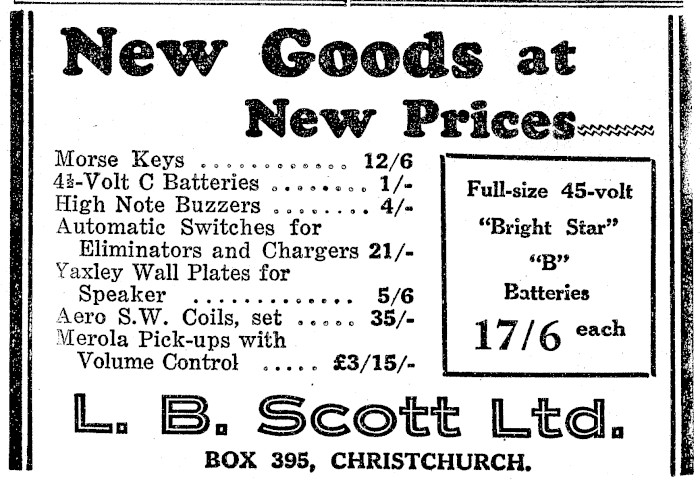 New Goods at
New Prices
Morse Keys ............ 12/6
4½-Volt C Batteries ........ 1/-
High Note Buzzers ........ 4/-
Automatic Switches for
Eliminators and Chargers 21/-
Yaxley Wall Plates for
Speaker ............. 5/6
Aero S.W. Coils, set ..... 35/-
Merola Pick-ups with
Volume Control ..... £3/15/-
Full-size 45-volt
"Bright Star"
"B"
Batteries
17/6 each
L. B. Scott Ltd.
BOX 395, CHRISTCHURCH.